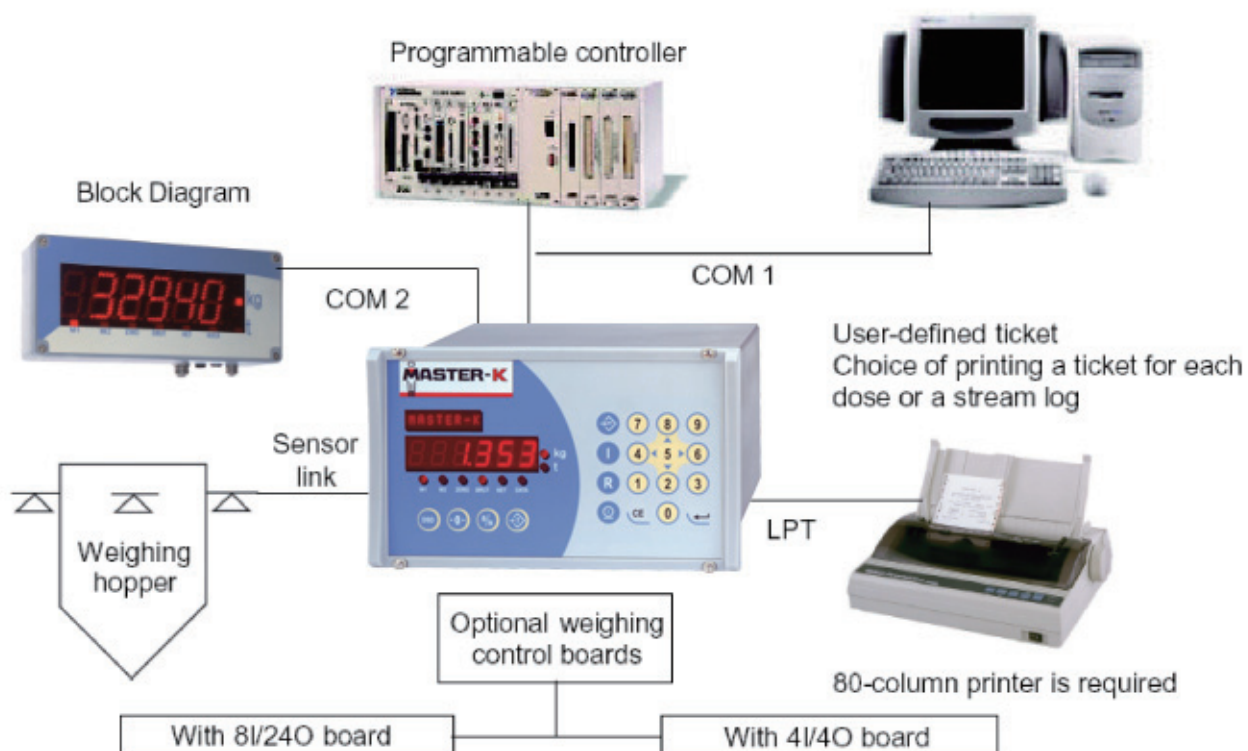 Programmable controller
Block Diagram
32940
kg
t
COM 2
COM 1
User-defined ticket
Choice of printing a ticket for each
dose or a stream log
MASTER-K
MASTER-K
1.353
kg
t
7 8 9
I 4 5 6
R 1 2 3
CE 0
Sensor
link
LPT
Weighing
hopper
Optional weighing
control boards
80-column printer is required
With 8I/24O board
With 4I/4O board